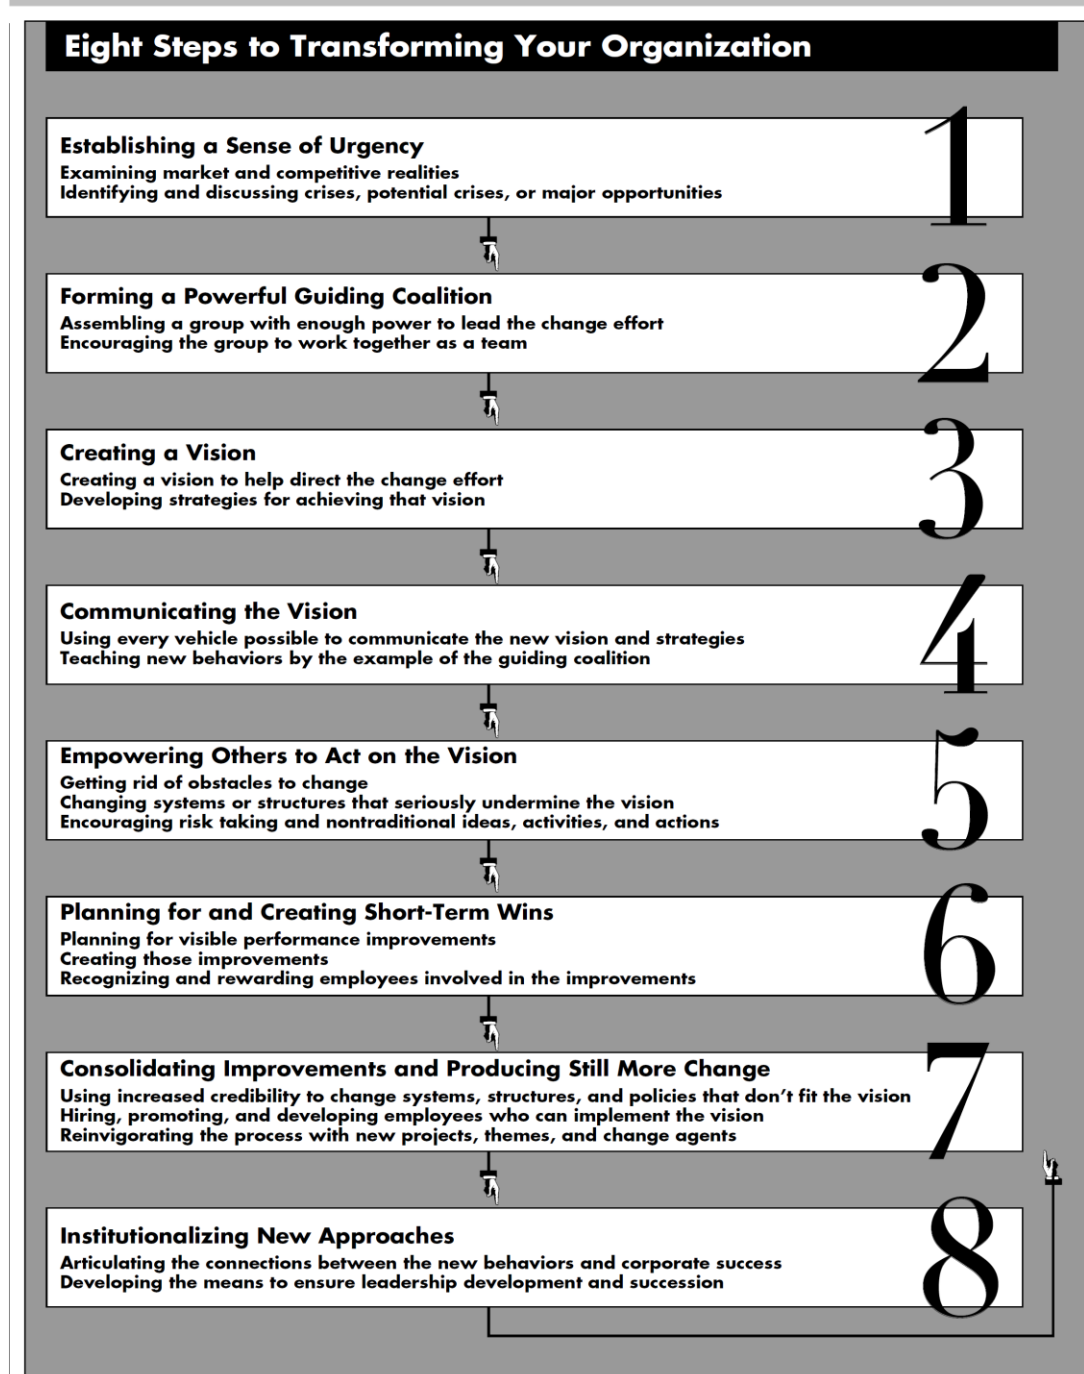 Eight Steps to Transforming Your Organization
1
Establishing a Sense of Urgency
Examining market and competitive realities
Identifying and discussing crises, potential crises, or major opportunities
2
Forming a Powerful Guiding Coalition
Assembling a group with enough power to lead the change effort
Encouraging the group to work together as a team
3
Creating a Vision
Creating a vision to help direct the change effort
Developing strategies for achieving that vision
4
Communicating the Vision
Using every vehicle possible to communicate the new vision and strategies
Teaching new behaviors by the example of the guiding coalition
5
Empowering Others to Act on the Vision
Getting rid of obstacles to change
Changing systems or structures that seriously undermine the vision
Encouraging risk taking and nontraditional ideas, activities, and actions
6
Planning for and Creating Short-Term Wins
Planning for visible performance improvements
Creating those improvements
Recognizing and rewarding employees involved in the improvements
7
Consolidating Improvements and Producing Still More Change
Using increased credibility to change systems, structures, and policies that don’t fit the vision
Hiring, promoting, and developing employees who can implement the vision
Reinvigorating the process with new projects, themes, and change agents
8
Institutionalizing New Approaches
Articulating the connections between the new behaviors and corporate success
Developing the means to ensure leadership development and succession